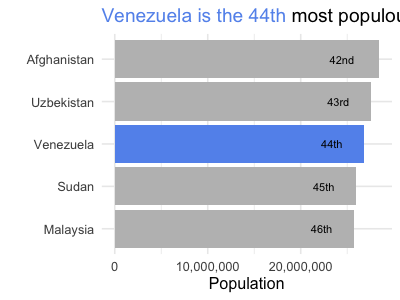 Venezuela is the 44th most populou
Afghanistan 42nd
Uzbekistan 43rd
Venezuela 44th
Sudan 45th
Malaysia 46th
0 10,000,000 20,000,000
Population